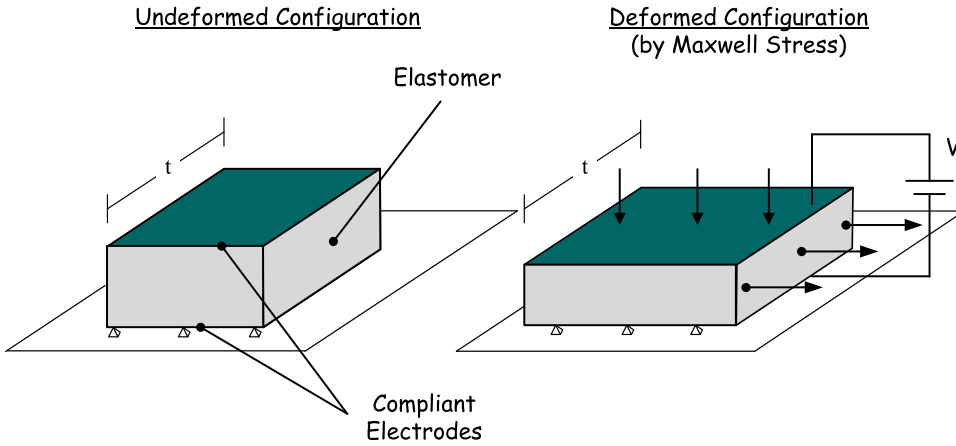 Undeformed Configuration
Deformed Configuration
(by Maxwell Stress)
Elastomer
t
t
V
Compliant
Electrodes